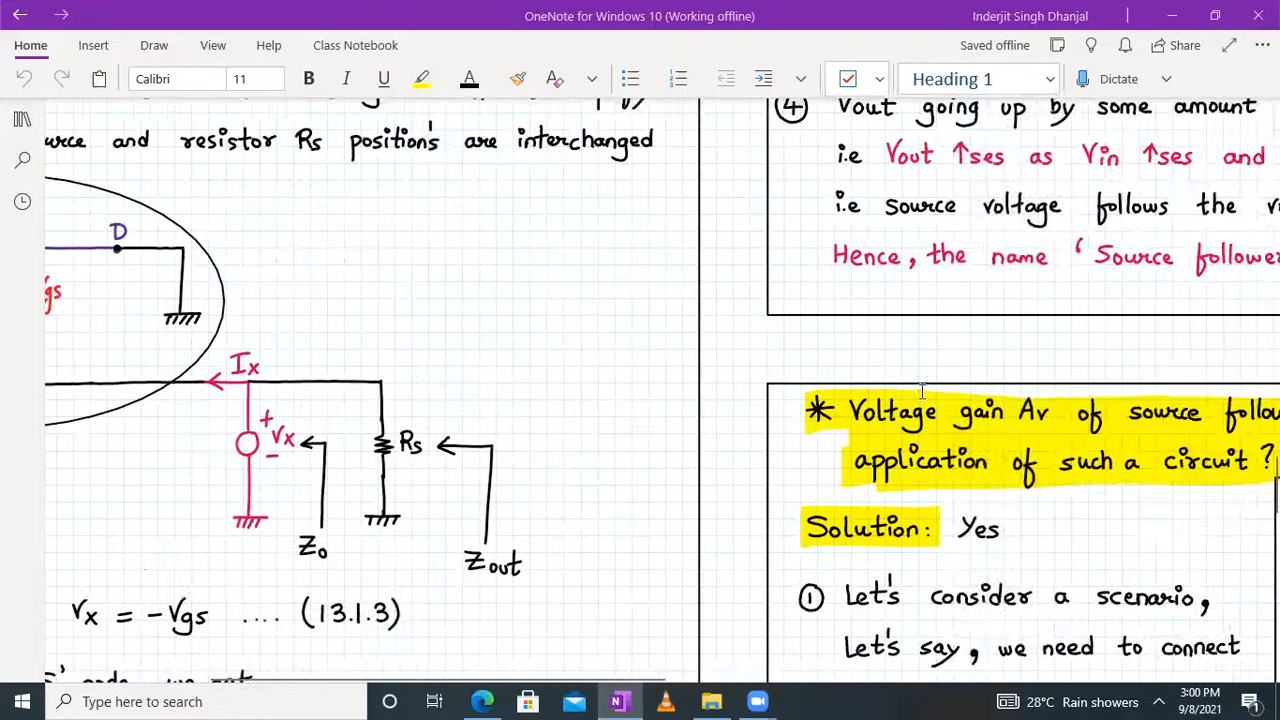 OneNote for Windows 10 (Working offline)
Inderjit Singh Dhanjal
Home Insert Draw View Help Class Notebook
Saved offline
Share
Calibri 11 B I U A
Heading 1
Dictate
urce and resistor Rs position's are interchanged
D
gs
Ix
+
Vx
-
Rs
Zo
Zout
Vx = -Vgs .... (13.1.3)
④ Vout going up by some amount
i.e Vout ↑ses as Vin ↑ses and
i.e source voltage follows the
Hence, the name ‘Source follower
* Voltage gain Av of source follo
application of such a circuit ?
Solution: Yes
① Let's consider a scenario,
Let's say, we need to connect
Type here to search
28°C Rain showers
3:00 PM
9/8/2021